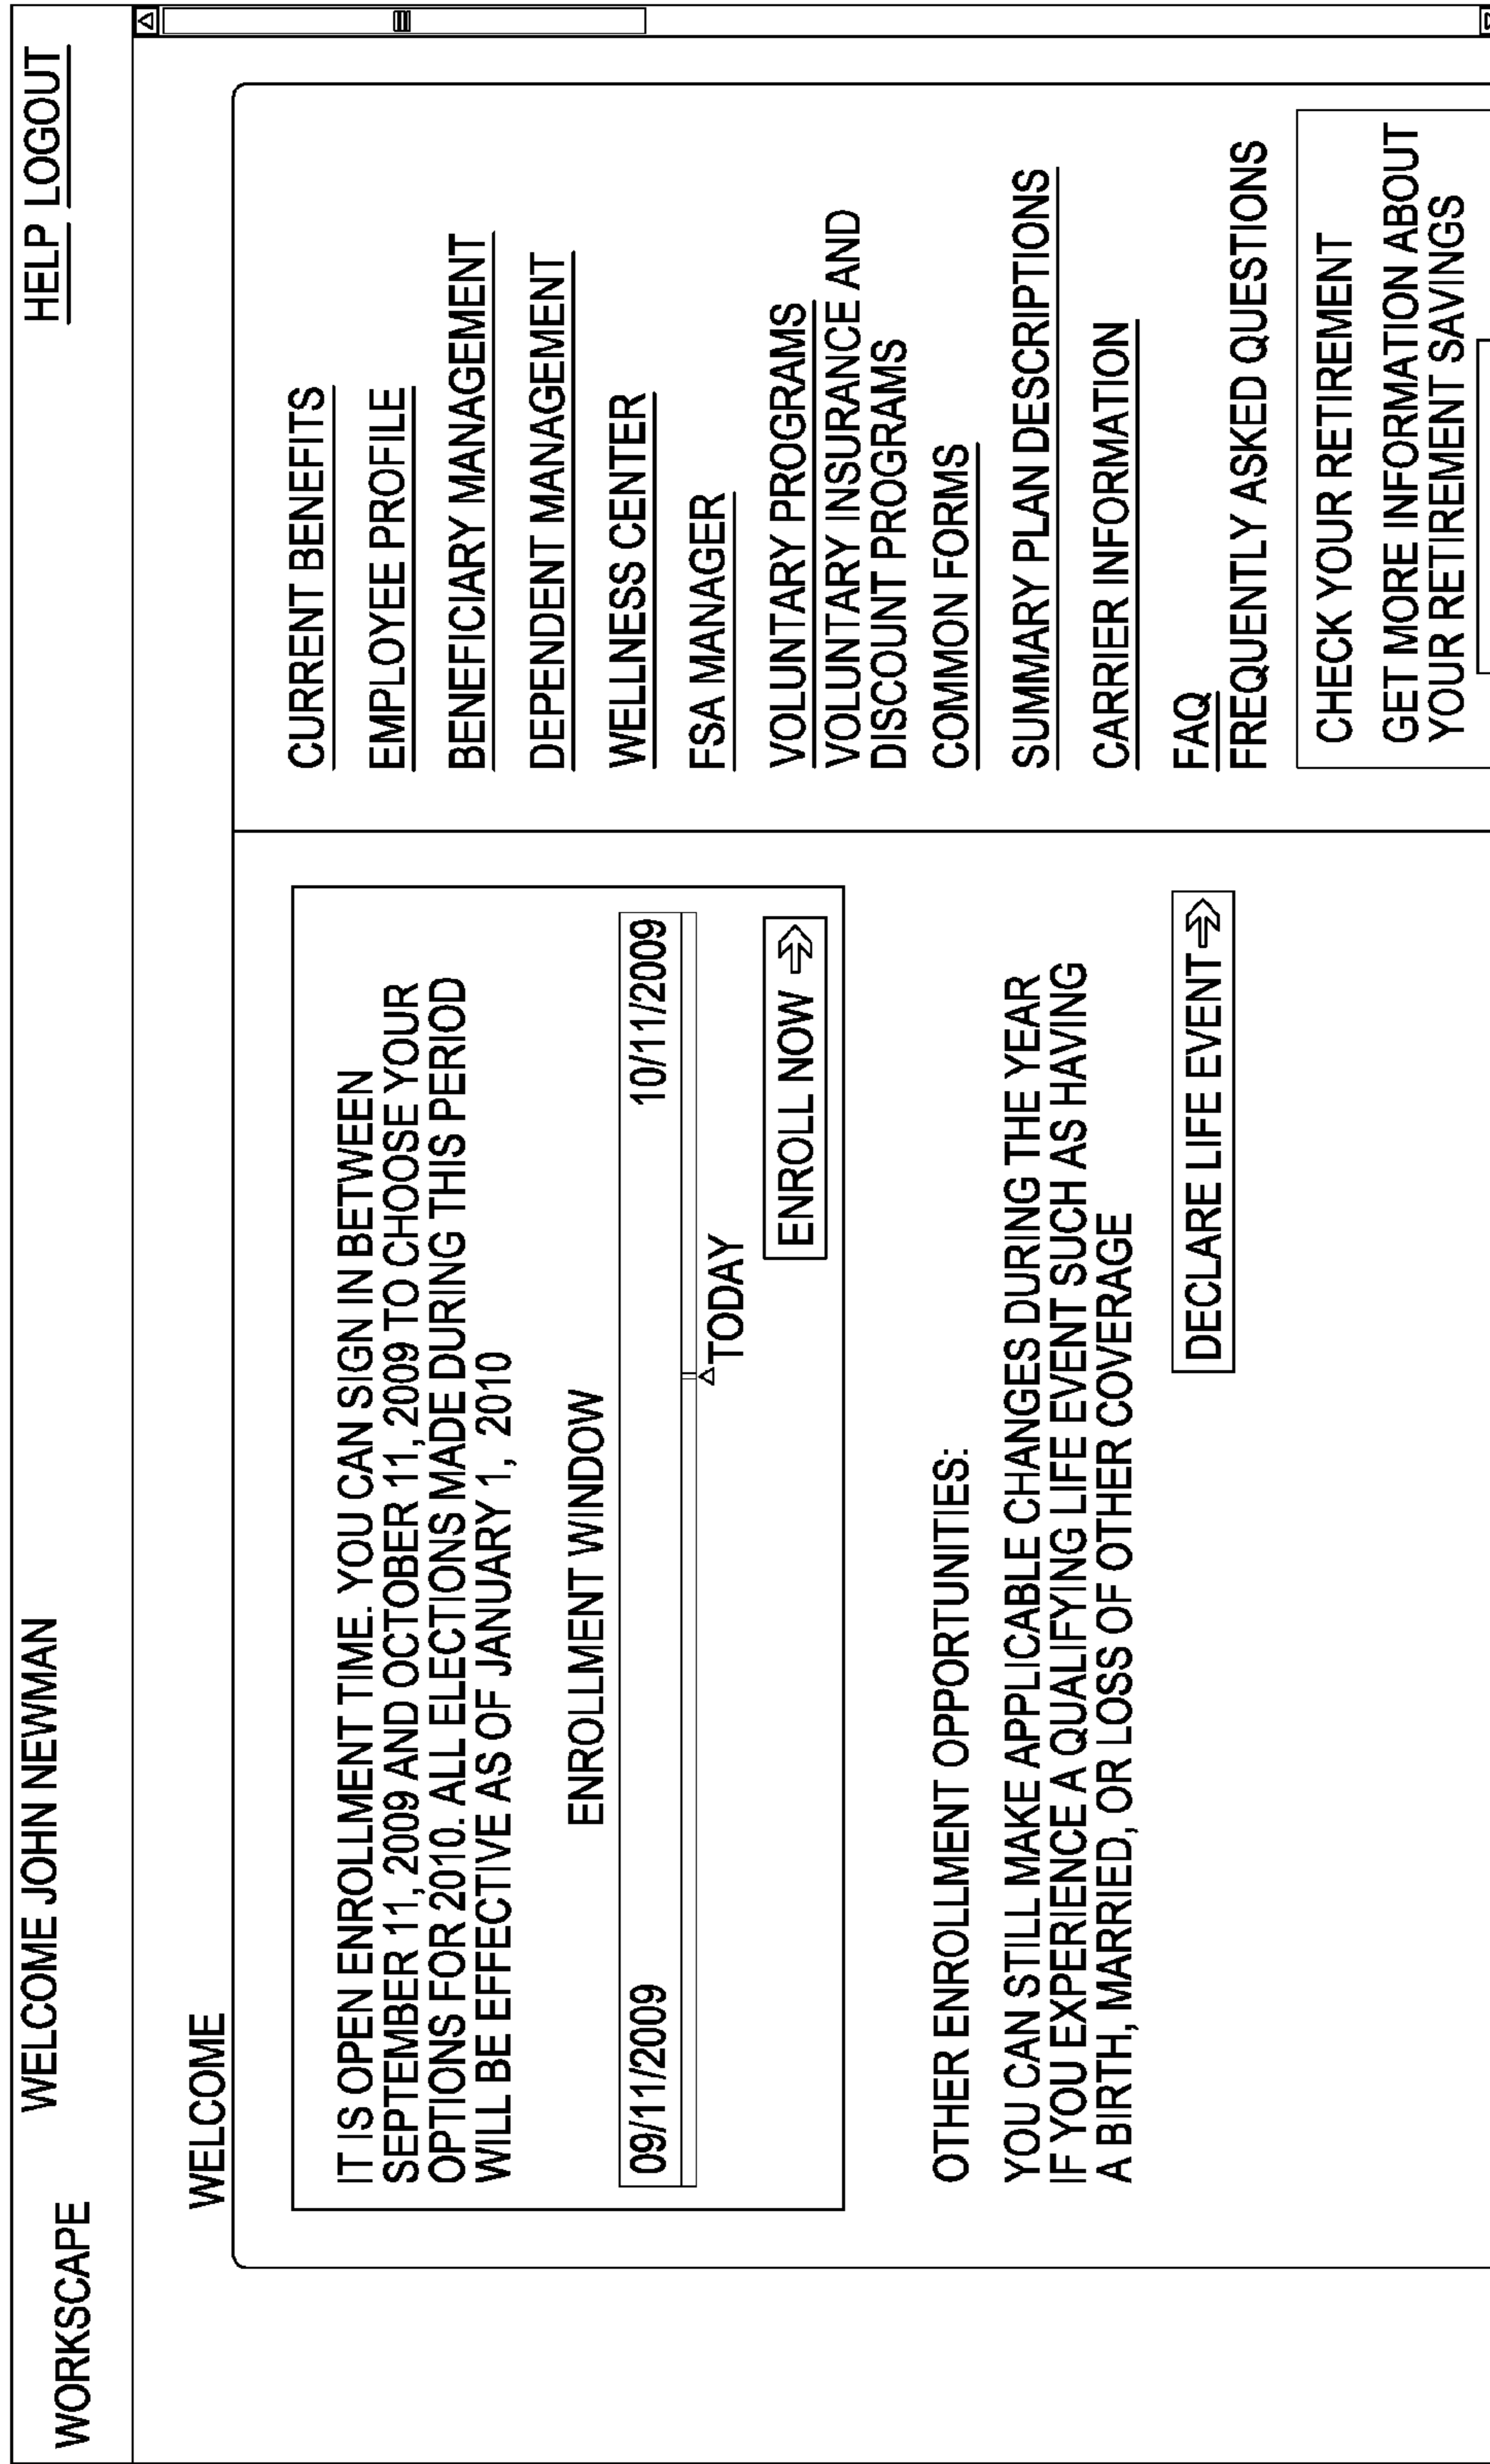 WORKSCAPE
WELCOME JOHN NEWMAN
HELP LOGOUT
WELCOME
IT IS OPEN ENROLLMENT TIME. YOU CAN SIGN IN BETWEEN
SEPTEMBER 11, 2009 AND OCTOBER 11, 2009 TO CHOOSE YOUR
OPTIONS FOR 2010. ALL ELECTIONS MADE DURING THIS PERIOD
WILL BE EFFECTIVE AS OF JANUARY 1, 2010
ENROLLMENT WINDOW
09/11/2009 10/11/2009
TODAY
ENROLL NOW
OTHER ENROLLMENT OPPORTUNITIES:
YOU CAN STILL MAKE APPLICABLE CHANGES DURING THE YEAR
IF YOU EXPERIENCE A QUALIFYING LIFE EVENT SUCH AS HAVING
A BIRTH, MARRIED, OR LOSS OF OTHER COVERAGE
DECLARE LIFE EVENT
CURRENT BENEFITS
EMPLOYEE PROFILE
BENEFICIARY MANAGEMENT
DEPENDENT MANAGEMENT
WELLNESS CENTER
FSA MANAGER
VOLUNTARY PROGRAMS
VOLUNTARY INSURANCE AND
DISCOUNT PROGRAMS
COMMON FORMS
SUMMARY PLAN DESCRIPTIONS
CARRIER INFORMATION
FAQ
FREQUENTLY ASKED QUESTIONS
CHECK YOUR RETIREMENT
GET MORE INFORMATION ABOUT
YOUR RETIREMENT SAVINGS